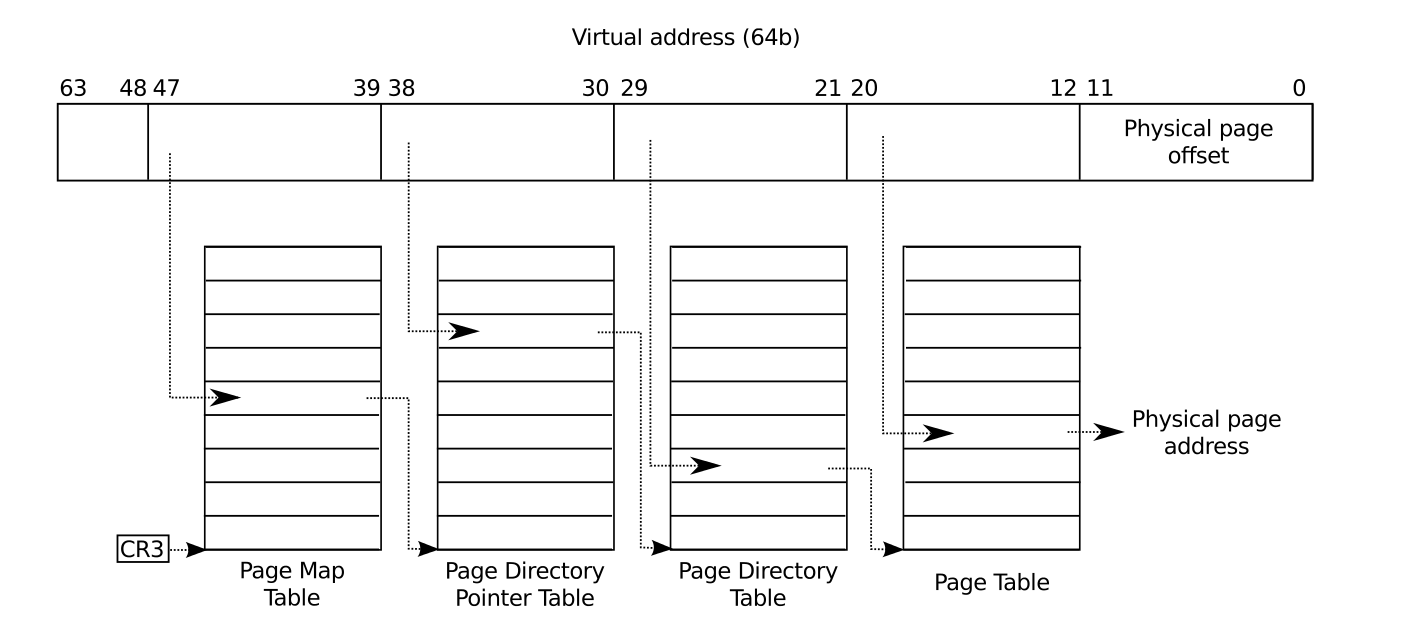 Virtual address (64b)
63 48 47 39 38 30 29 21 20 12 11 0
Physical page
offset
Physical page
address
CR3
Page Map
Table
Page Directory
Pointer Table
Page Directory
Table
Page Table